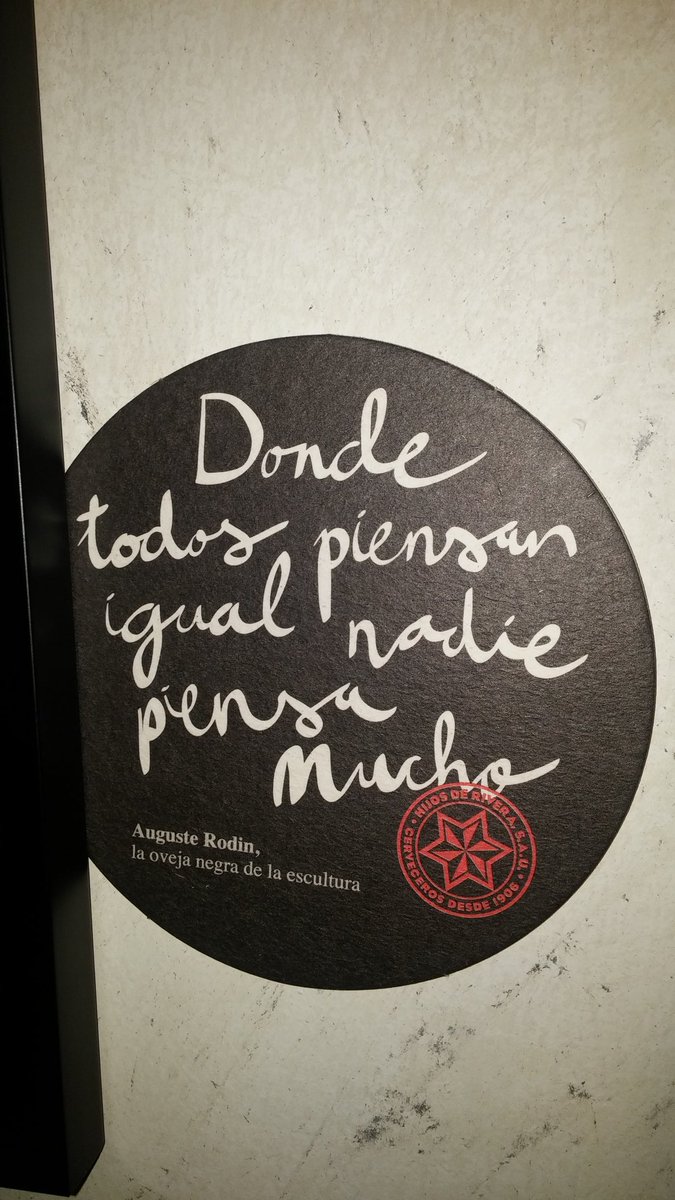 Donde
todos piensan
igual nadie
piensa
mucho
Auguste Rodin,
la oveja negra de la escultura
HIJOS DE RIVERA, S.A.U.
CERVECEROS DESDE 1906